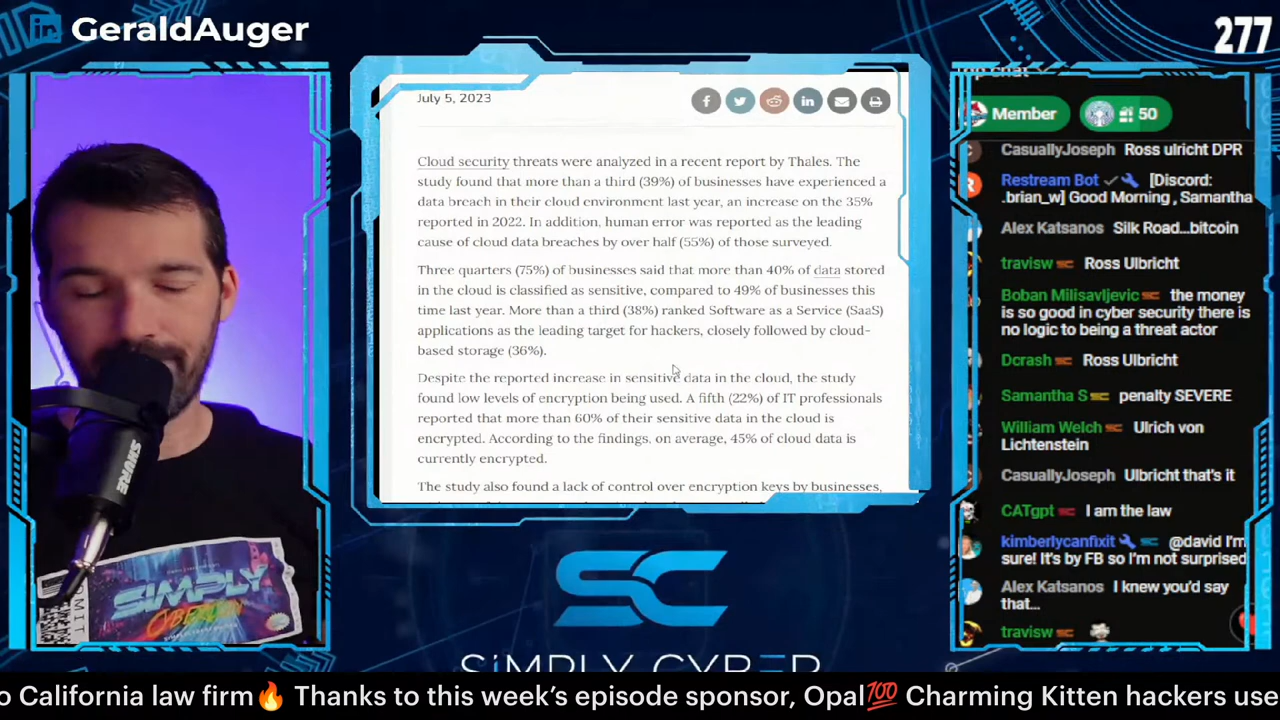 in GeraldAuger
277
July 5, 2023
Cloud security threats were analyzed in a recent report by Thales. The
study found that more than a third (39%) of businesses have experienced a
data breach in their cloud environment last year, an increase on the 35%
reported in 2022. In addition, human error was reported as the leading
cause of cloud data breaches by over half (55%) of those surveyed.
Three quarters (75%) of businesses said that more than 40% of data stored
in the cloud is classified as sensitive, compared to 49% of businesses this
time last year. More than a third (38%) ranked Software as a Service (SaaS)
applications as the leading target for hackers, closely followed by cloud-
based storage (36%).
Despite the reported increase in sensitive data in the cloud, the study
found low levels of encryption being used. A fifth (22%) of IT professionals
reported that more than 60% of their sensitive data in the cloud is
encrypted. According to the findings, on average, 45% of cloud data is
currently encrypted.
The study also found a lack of control over encryption keys by businesses,
Top chat
Member 50
CasuallyJoseph Ross ulricht DPR
Restream Bot [Discord:
.brian_w] Good Morning , Samantha
Alex Katsanos Silk Road...bitcoin
travisw Ross Ulbricht
Boban Milisavljevic the money
is so good in cyber security there is
no logic to being a threat actor
Dcrash Ross Ulbricht
Samantha S penalty SEVERE
William Welch Ulrich von
Lichtenstein
CasuallyJoseph Ulbricht that's it
CATgpt I am the law
kimberlycanfixit @david I'm
sure! It's by FB so I'm not surprised
Alex Katsanos I knew you'd say
that...
travisw
SHURE
SIMPLY
SC
SIMPLY CYBER
o California law firm🔥 Thanks to this week's episode sponsor, Opal💯 Charming Kitten hackers use